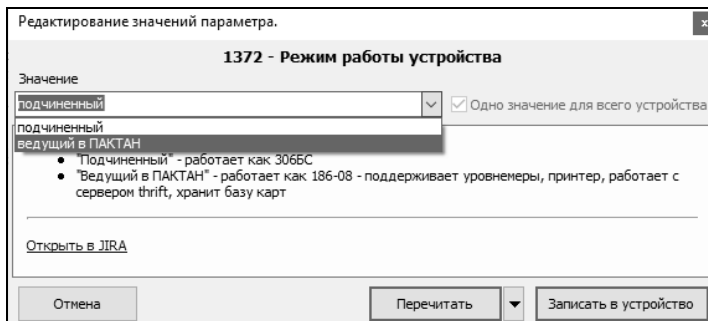 Редактирование значений параметра.
x
1372 - Режим работы устройства
Значение
подчиненный
Одно значение для всего устройства
подчиненный
ведущий в ПАКТАН
• "Подчиненный" - работает как 306БС
• "Ведущий в ПАКТАН" - работает как 186-08 - поддерживает уровнемеры, принтер, работает с
сервером thrift, хранит базу карт
Открыть в JIRA
Отмена
Перечитать
Записать в устройство